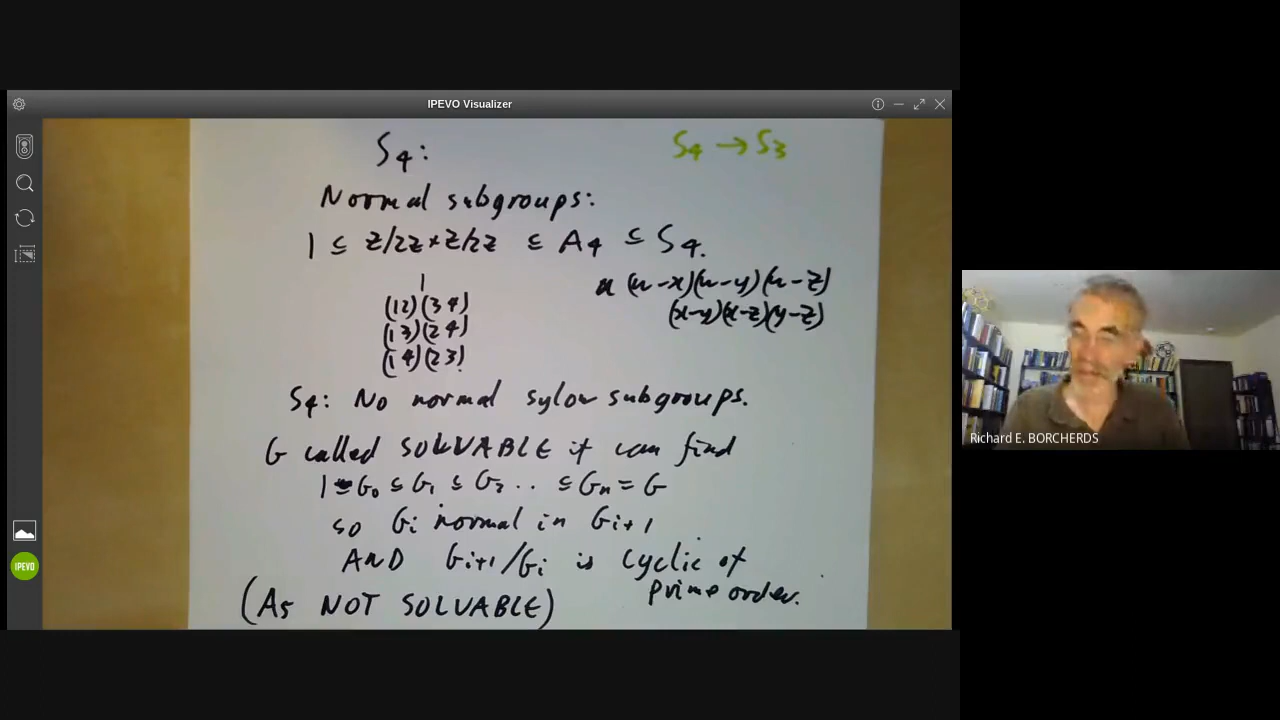 IPEVO Visualizer
S₄:
S₄ → S₃
Normal subgroups:
1 ≤ Z/2Z × Z/2Z ≤ A₄ ≤ S₄.
1
(12)(34)
(13)(24)
(14)(23)
(w-x)(w-y)(w-z)
(x-y)(x-z)(y-z)
S₄: No normal sylow subgroups.
G called SOLVABLE if can find
1 = G₀ ≤ G₁ ≤ G₂ .. ≤ Gₙ = G
so Gᵢ normal in Gᵢ₊₁
AND Gᵢ₊₁/Gᵢ is cyclic of
prime order.
(A₅ NOT SOLVABLE)
IPEVO
Richard E. BORCHERDS